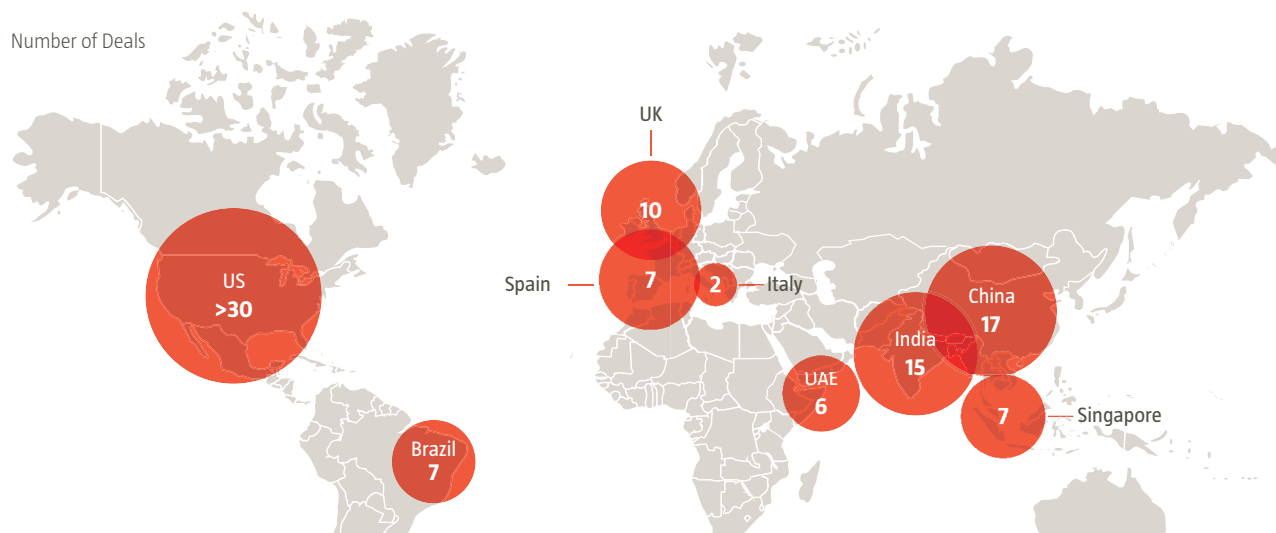 Number of Deals
UK
10
US
>30
Spain
7
2
Italy
China
17
India
15
UAE
6
7
Singapore
Brazil
7